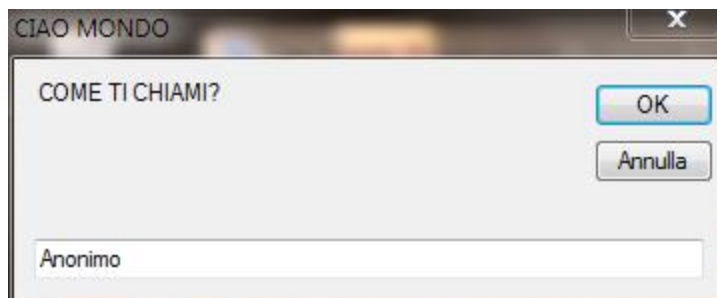 CIAO MONDO
X
COME TI CHIAMI?
OK
Annulla
Anonimo